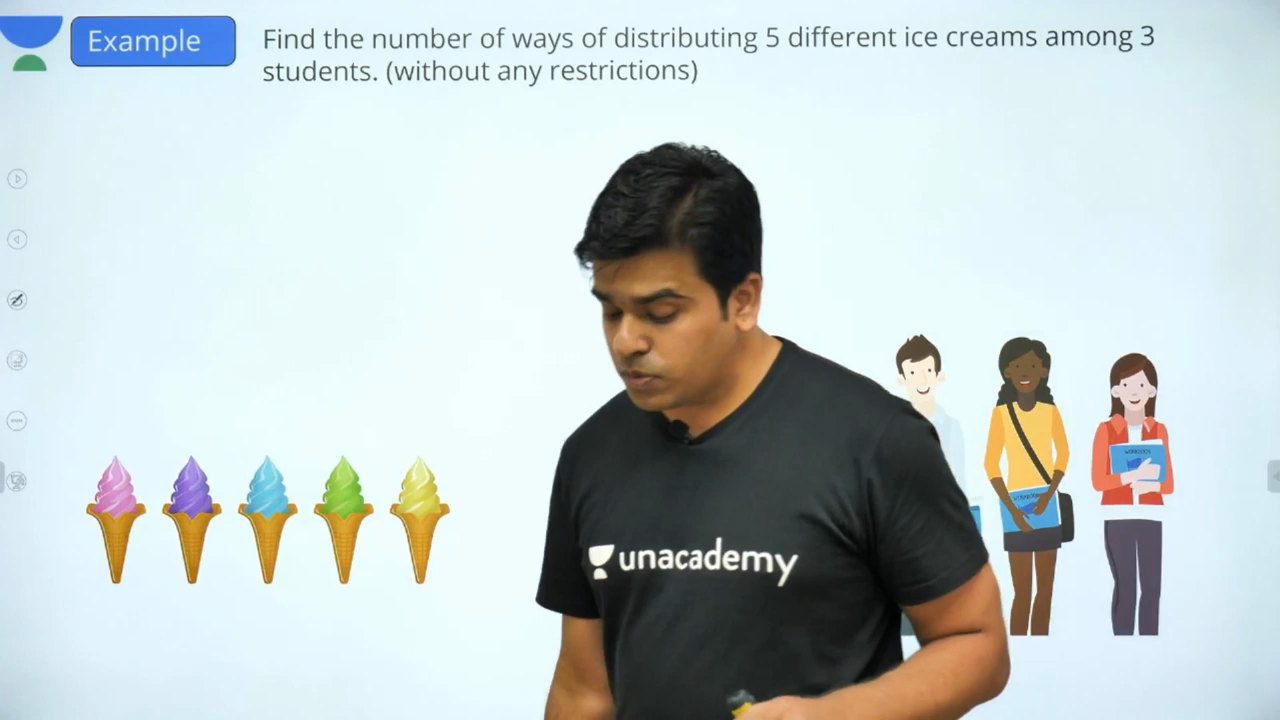 Example
Find the number of ways of distributing 5 different ice creams among 3
students. (without any restrictions)
unacademy